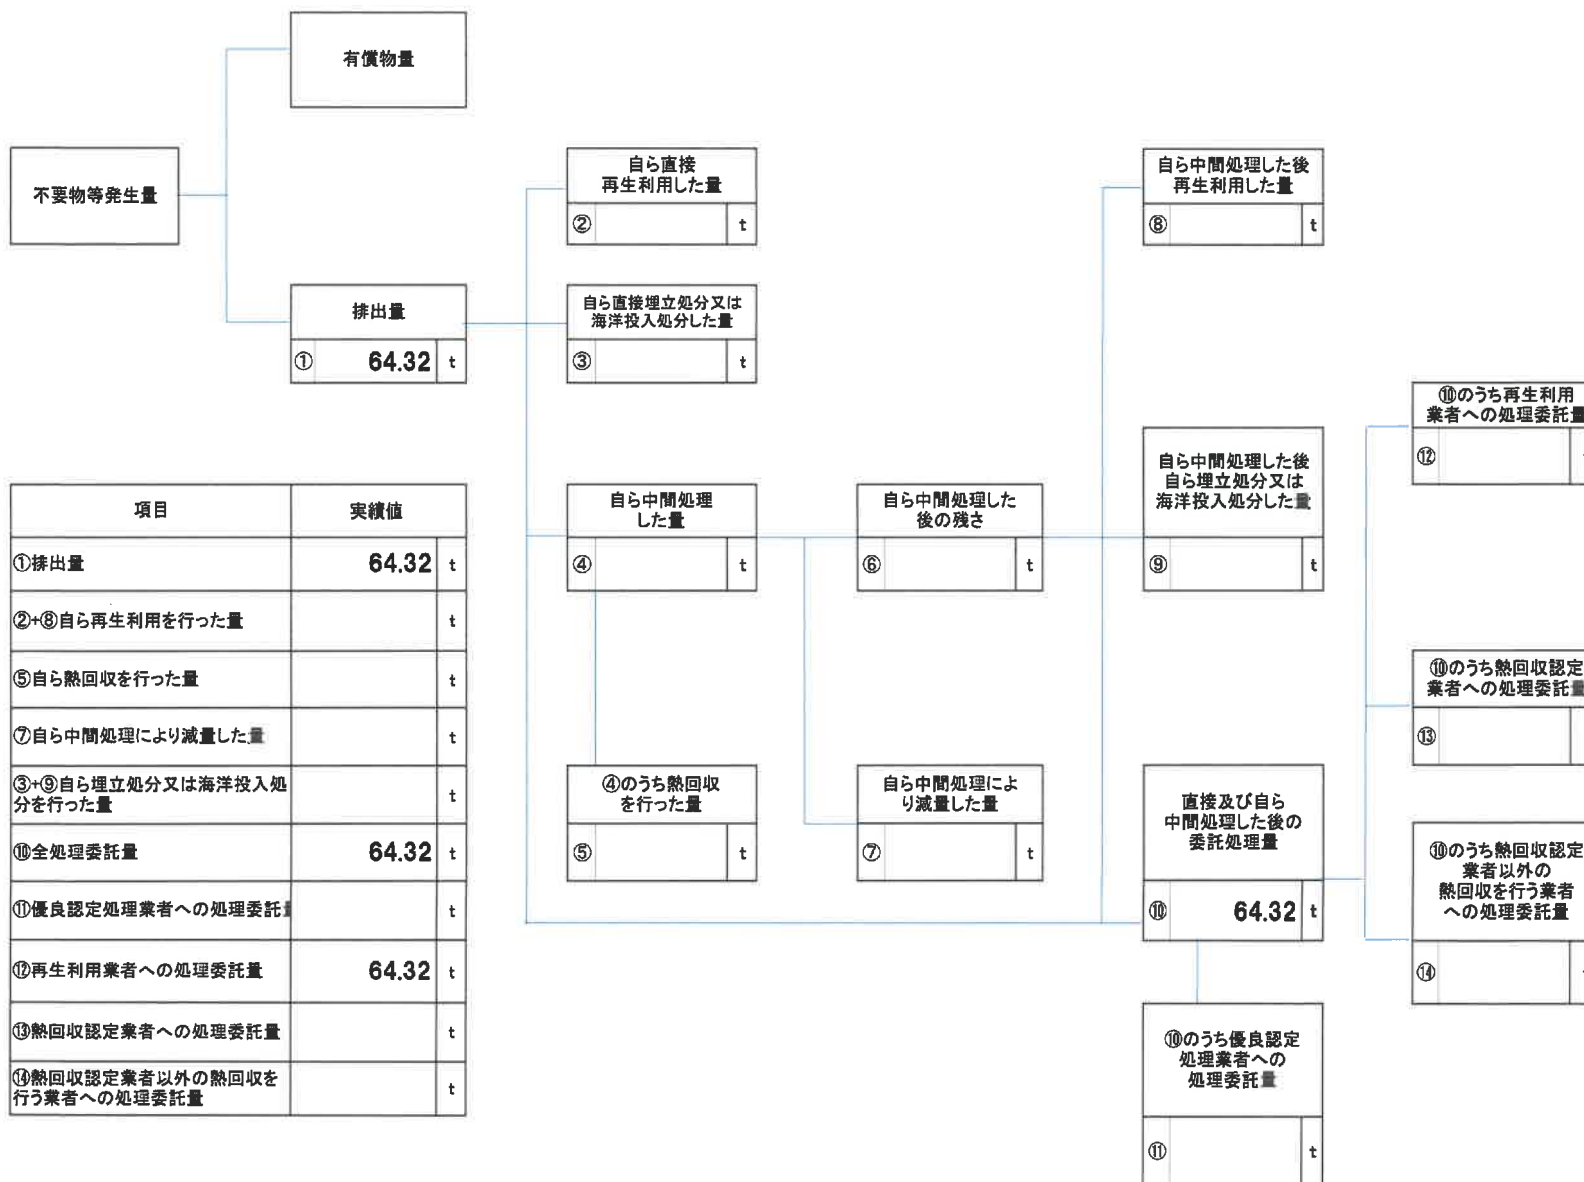 有償物量
不要物等発生量
排出量
① 64.32 t
自ら直接
再生利用した量
② t
自ら直接埋立処分又は
海洋投入処分した量
③ t
自ら中間処理した後
再生利用した量
⑧ t
項目 実績値
①排出量 64.32 t
②+⑧自ら再生利用を行った量 t
⑤自ら熱回収を行った量 t
⑦自ら中間処理により減量した量 t
③+⑨自ら埋立処分又は海洋投入処
分を行った量 t
⑩全処理委託量 64.32 t
⑪優良認定処理業者への処理委託量 t
⑫再生利用業者への処理委託量 64.32 t
⑬熱回収認定業者への処理委託量 t
⑭熱回収認定業者以外の熱回収を
行う業者への処理委託量 t
自ら中間処理
した量
④ t
④のうち熱回収
を行った量
⑤ t
自ら中間処理した
後の残さ
⑥ t
自ら中間処理によ
り減量した量
⑦ t
自ら中間処理した後
自ら埋立処分又は
海洋投入処分した量
⑨ t
直接及び自ら
中間処理した後の
委託処理量
⑩ 64.32 t
⑩のうち優良認定
処理業者への
処理委託量
⑪ t
⑩のうち再生利用
業者への処理委託量
⑫
⑩のうち熱回収認定
業者への処理委託量
⑬
⑩のうち熱回収認定
業者以外の
熱回収を行う業者
への処理委託量
⑭